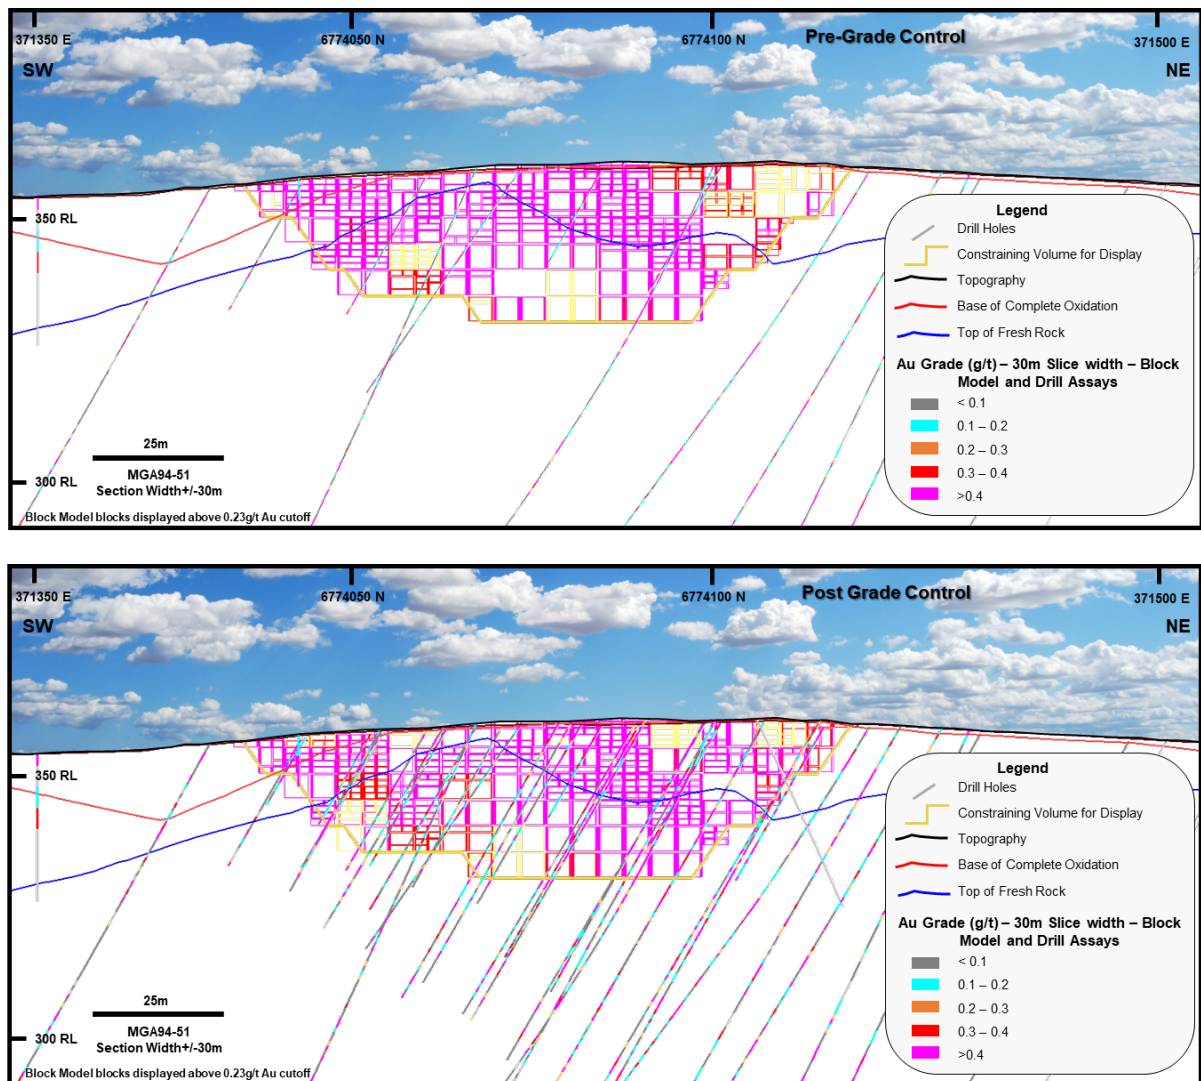 371350 E
6774050 N
6774100 N
Pre-Grade Control
371500 E
SW
NE
350 RL
Legend
Drill Holes
Constraining Volume for Display
Topography
Base of Complete Oxidation
Top of Fresh Rock
Au Grade (g/t) – 30m Slice width – Block
Model and Drill Assays
< 0.1
0.1 – 0.2
0.2 – 0.3
0.3 – 0.4
>0.4
25m
MGA94-51
Section Width+/-30m
300 RL
Block Model blocks displayed above 0.23g/t Au cutoff
371350 E
6774050 N
6774100 N
Post Grade Control
371500 E
SW
NE
350 RL
Legend
Drill Holes
Constraining Volume for Display
Topography
Base of Complete Oxidation
Top of Fresh Rock
Au Grade (g/t) – 30m Slice width – Block
Model and Drill Assays
< 0.1
0.1 – 0.2
0.2 – 0.3
0.3 – 0.4
>0.4
25m
MGA94-51
Section Width+/-30m
300 RL
Block Model blocks displayed above 0.23g/t Au cutoff